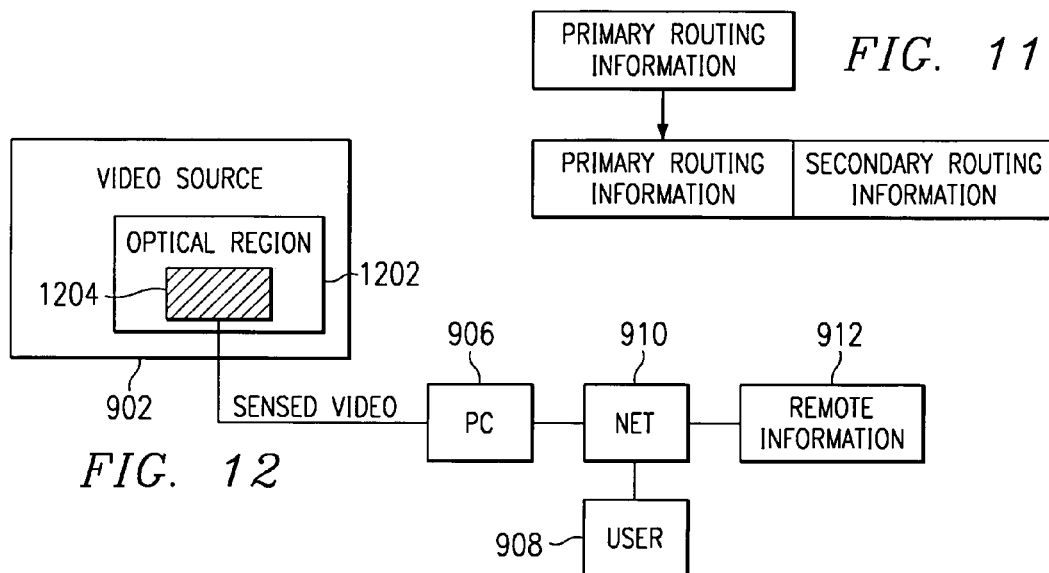 PRIMARY ROUTING
INFORMATION
FIG. 11
PRIMARY ROUTING
INFORMATION
SECONDARY ROUTING
INFORMATION
VIDEO SOURCE
OPTICAL REGION
1204
1202
902
SENSED VIDEO
906
PC
910
NET
912
REMOTE
INFORMATION
908
USER
FIG. 12